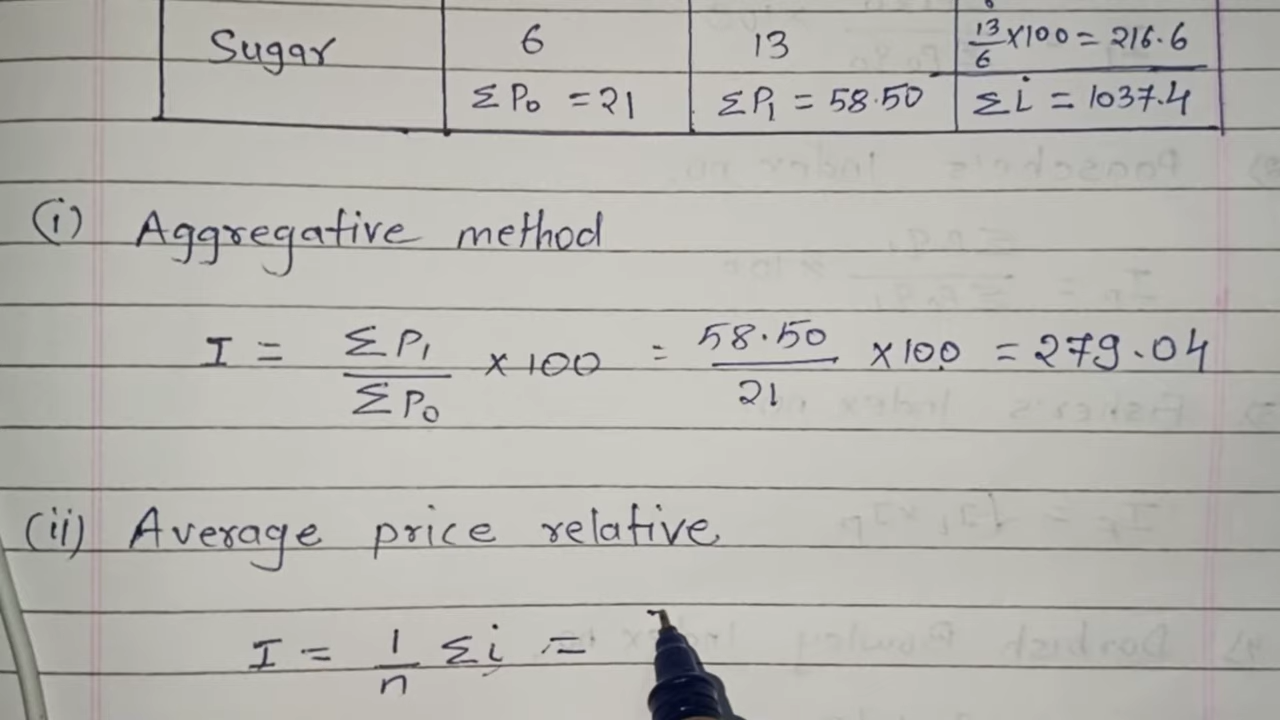 Sugar 6 13 13/6 ×100 = 216.6
ΣP₀ = 21 ΣP₁ = 58.50 Σi = 1037.4
(i) Aggregative method
I = ΣP₁/ΣP₀ × 100 = 58.50/21 × 100 = 279.04
(ii) Average price relative
I = 1/n Σi =